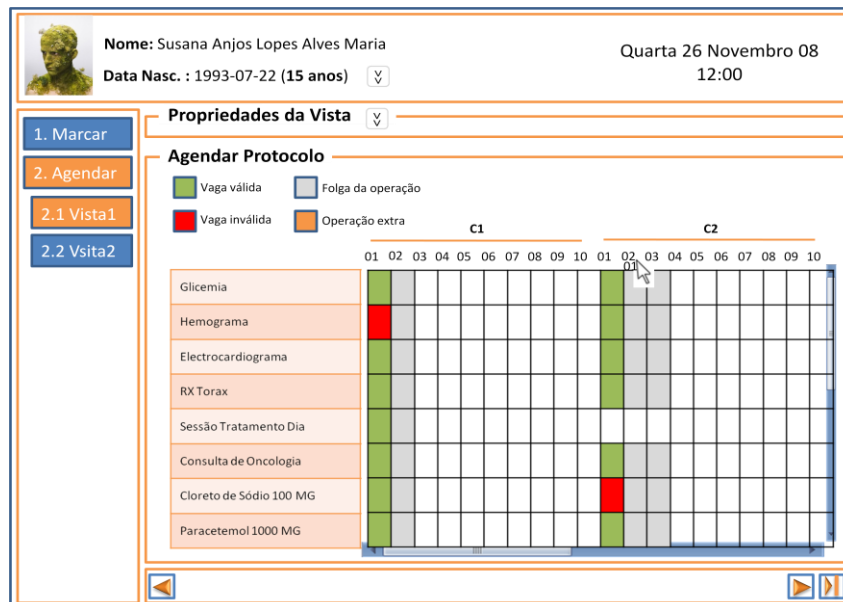 Nome: Susana Anjos Lopes Alves Maria
Data Nasc. : 1993-07-22 (15 anos)
Quarta 26 Novembro 08
12:00
1. Marcar
2. Agendar
2.1 Vista1
2.2 Vsita2
Propriedades da Vista
Agendar Protocolo
Vaga válida
Folga da operação
Vaga inválida
Operação extra
C1
C2
01 02 03 04 05 06 07 08 09 10 01 02 03 04 05 06 07 08 09 10
01
Glicemia
Hemograma
Electrocardiograma
RX Torax
Sessão Tratamento Dia
Consulta de Oncologia
Cloreto de Sódio 100 MG
Paracetemol 1000 MG